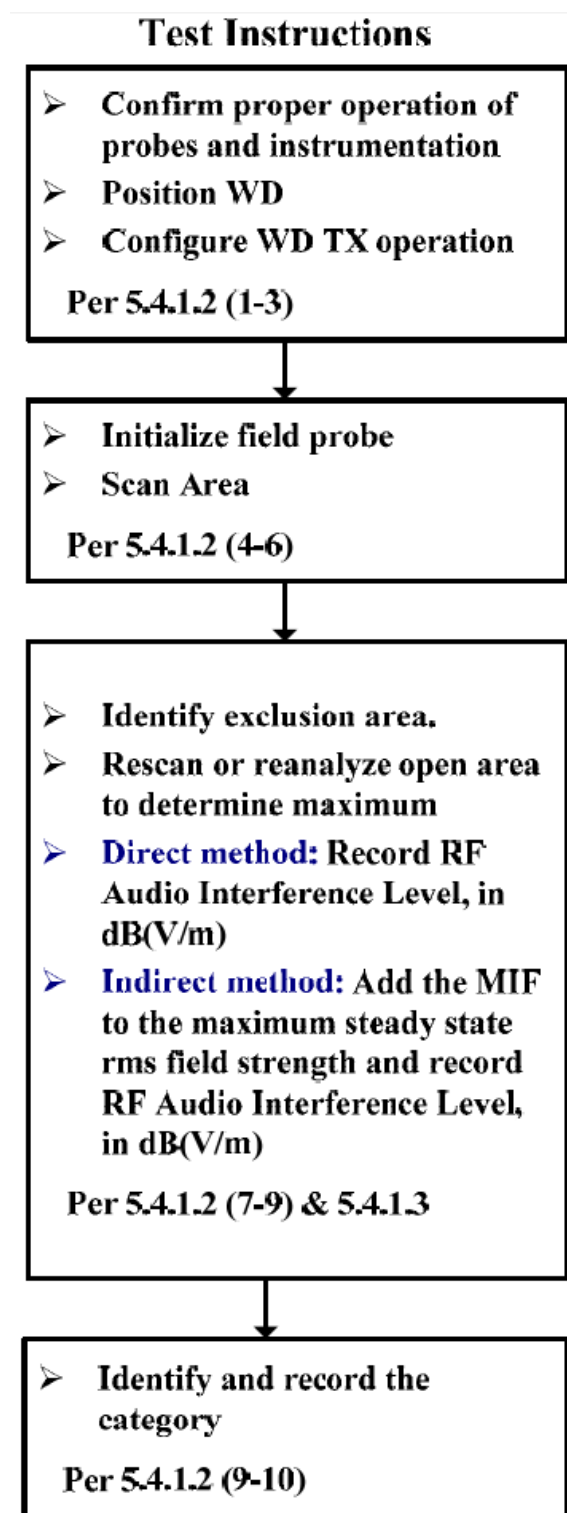 Test Instructions
➢ Confirm proper operation of
probes and instrumentation
➢ Position WD
➢ Configure WD TX operation
Per 5.4.1.2 (1-3)
➢ Initialize field probe
➢ Scan Area
Per 5.4.1.2 (4-6)
➢ Identify exclusion area.
➢ Rescan or reanalyze open area
to determine maximum
➢ Direct method: Record RF
Audio Interference Level, in
dB(V/m)
➢ Indirect method: Add the MIF
to the maximum steady state
rms field strength and record
RF Audio Interference Level,
in dB(V/m)
Per 5.4.1.2 (7-9) & 5.4.1.3
➢ Identify and record the
category
Per 5.4.1.2 (9-10)